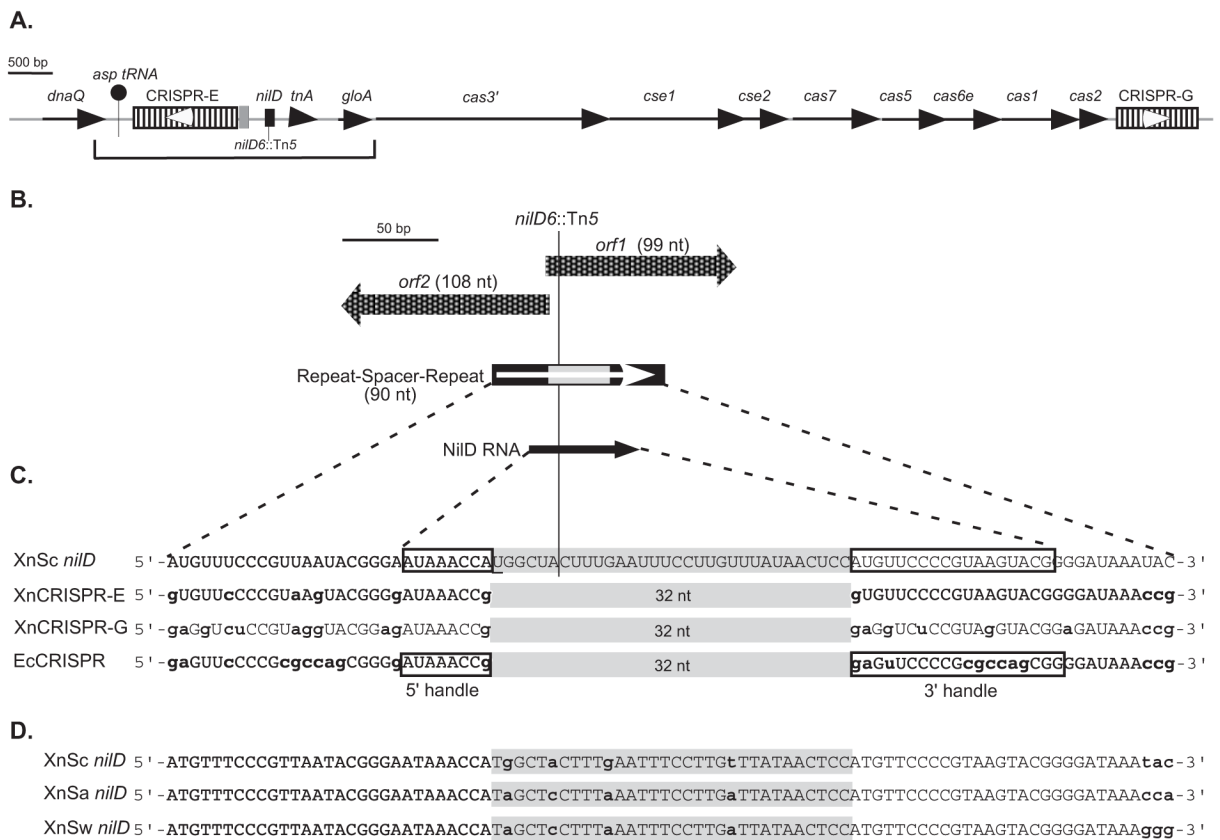 A.
500 bp
asp tRNA
dnaQ CRISPR-E nilD tnA gloA cas3' cse1 cse2 cas7 cas5 cas6e cas1 cas2 CRISPR-G
nilD6::Tn5
B.
nilD6::Tn5
50 bp
orf1 (99 nt)
orf2 (108 nt)
Repeat-Spacer-Repeat
(90 nt)
NilD RNA
C.
XnSc nilD 5'-AUGUUUCCCGUUAAUACGGGAAUAAACCAUGGCUACUUUGAAUUUCCUUGUUUAUAACUCCAUGUUCCCCGUAAGUACGGGGAUAAAUAC-3'
XnCRISPR-E 5'-gUGUUUcCCCGUaAgUACGGGgAUAAACCg 32 nt gUGUUCCCCGUAAGUACGGGGAUAAAccg-3'
XnCRISPR-G 5'-gaGgUCuCCGUaggUACGGagAUAAACCg 32 nt gaGgUCuCCGUAgGUACGGaGAUAAAccg-3'
EcCRISPR 5'-gaGUUcCCCGcgccagCGGGgAUAAACCg 32 nt gaGuUCCCCGcgccagCGGGGAUAAAccg-3'
5' handle 3' handle
D.
XnSc nilD 5'-ATGTTTCCCGTTAATACGGGAATAAACCATgGCTaCTTTgAATTTCCTTGtTTATAACTCCATGTTCCCCGTAAGTACGGGGATAAAtac-3'
XnSa nilD 5'-ATGTTTCCCGTTAATACGGGAATAAACCATaGCTcCTTTaAATTTCCTTGaTTATAACTCCATGTTCCCCGTAAGTACGGGGATAAAcca-3'
XnSw nilD 5'-ATGTTTCCCGTTAATACGGGAATAAACCATaGCTcCTTTaAATTTCCTTGaTTATAACTCCATGTTCCCCGTAAGTACGGGGATAAAggg-3'